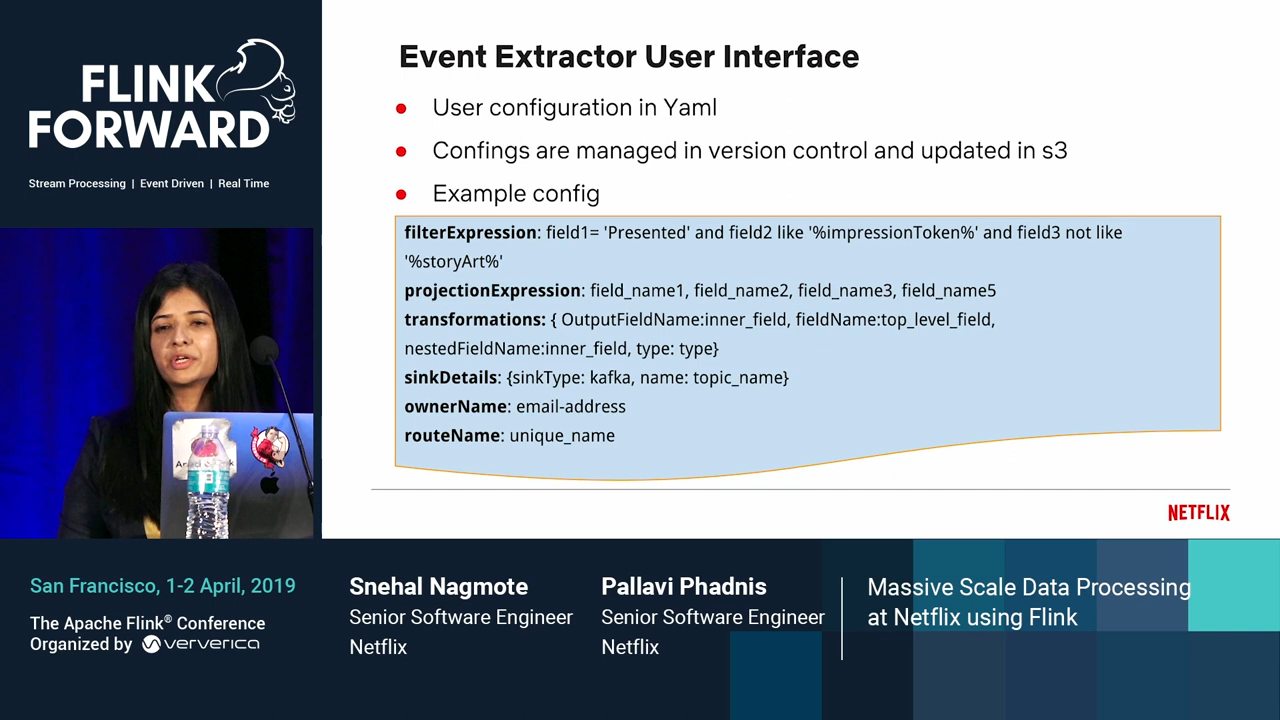 FLINK
FORWARD
Stream Processing | Event Driven | Real Time
Event Extractor User Interface
● User configuration in Yaml
● Confings are managed in version control and updated in s3
● Example config
filterExpression: field1= 'Presented' and field2 like '%impressionToken%' and field3 not like
'%storyArt%'
projectionExpression: field_name1, field_name2, field_name3, field_name5
transformations: { OutputFieldName:inner_field, fieldName:top_level_field,
nestedFieldName:inner_field, type: type}
sinkDetails: {sinkType: kafka, name: topic_name}
ownerName: email-address
routeName: unique_name
NETFLIX
San Francisco, 1-2 April, 2019
The Apache Flink® Conference
Organized by ververica
Snehal Nagmote
Senior Software Engineer
Netflix
Pallavi Phadnis
Senior Software Engineer
Netflix
Massive Scale Data Processing
at Netflix using Flink